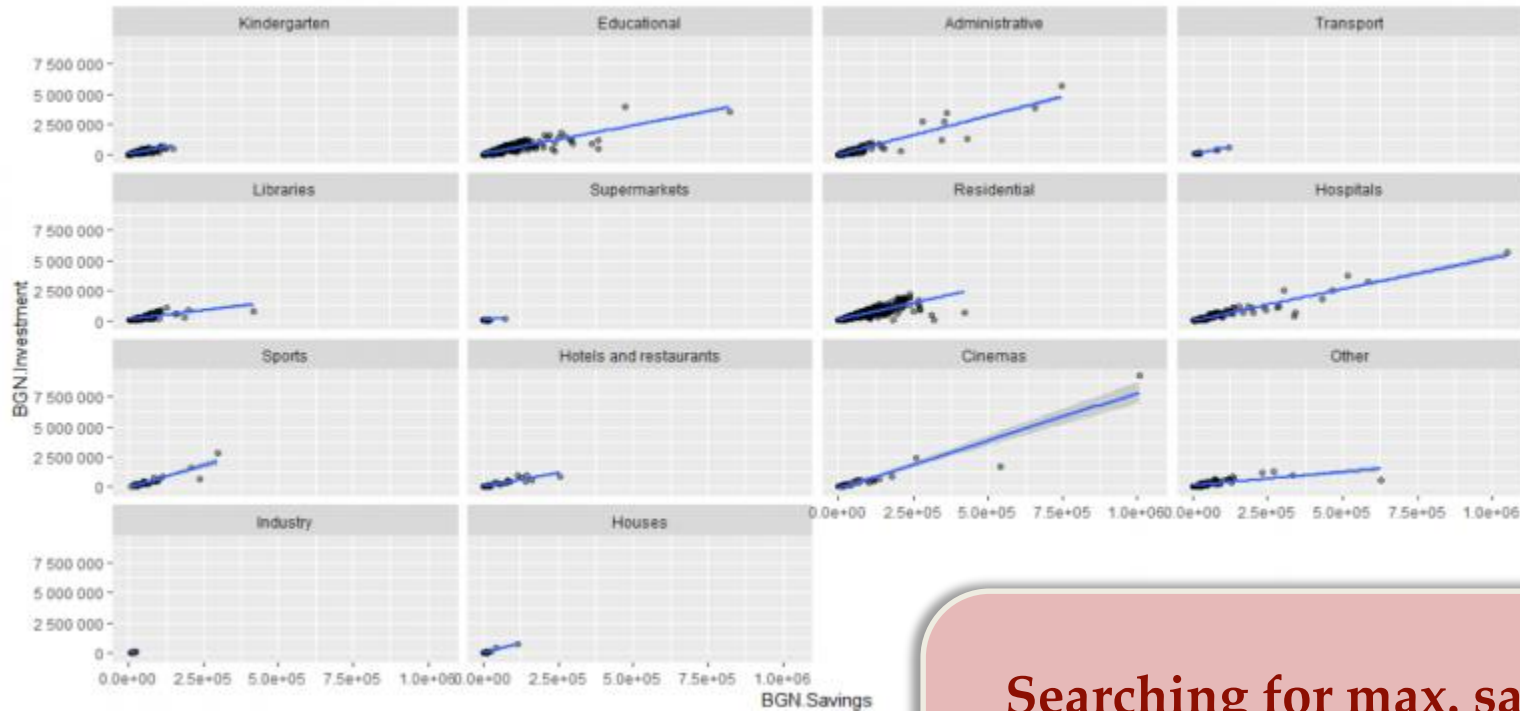 Kindergarten Educational Administrative Transport
7 500 000
5 000 000
2 500 000
0
Libraries Supermarkets Residential Hospitals
7 500 000
5 000 000
2 500 000
0
BGN.Investment
Sports Hotels and restaurants Cinemas Other
7 500 000
5 000 000
2 500 000
0
0.0e+00 2.5e+05 5.0e+05 7.5e+05 1.0e+06 0.0e+00 2.5e+05 5.0e+05 7.5e+05 1.0e+06
Industry Houses
7 500 000
5 000 000
2 500 000
0
0.0e+00 2.5e+05 5.0e+05 7.5e+05 1.0e+06 0.0e+00 2.5e+05 5.0e+05 7.5e+05 1.0e+06
BGN.Savings
Searching for max. sa